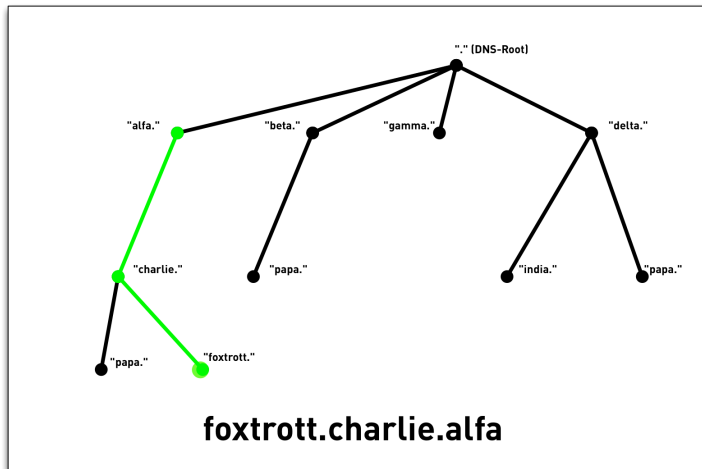 "." (DNS-Root)
"alfa."
"beta."
"gamma."
"delta."
"charlie."
"papa."
"india."
"papa."
"papa."
"foxtrott."
foxtrott.charlie.alfa